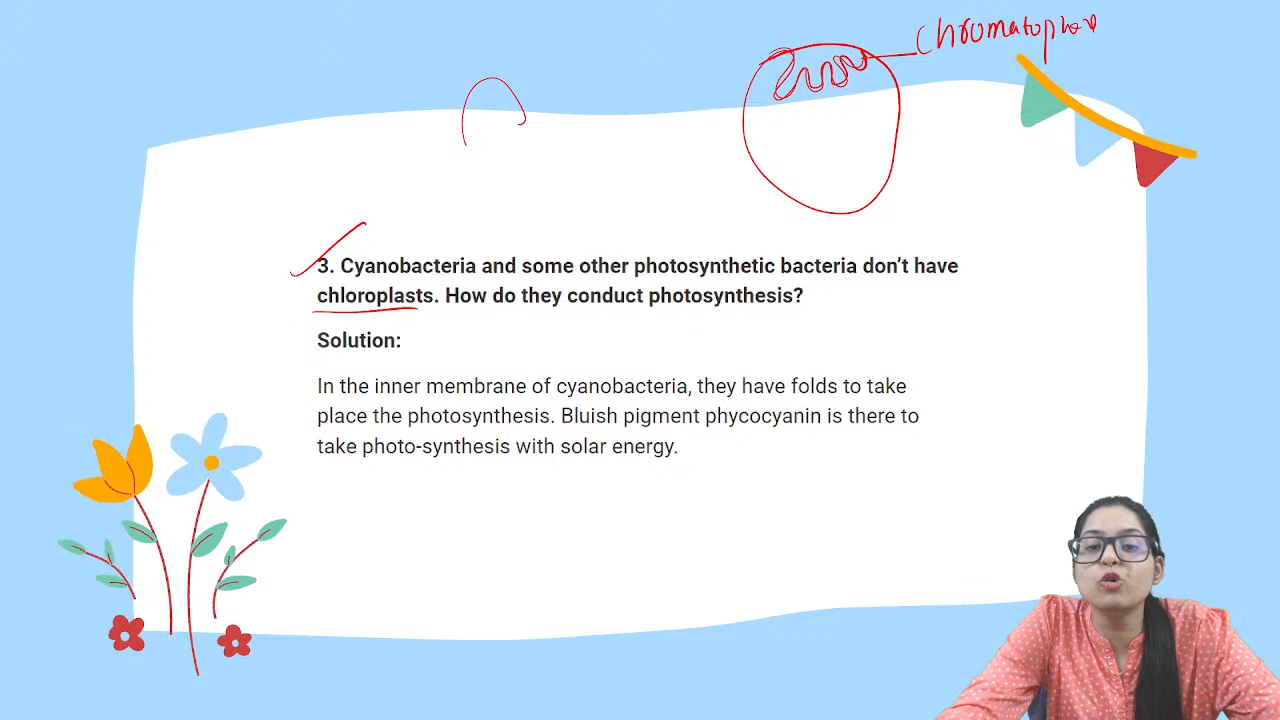 Chromatophor
3. Cyanobacteria and some other photosynthetic bacteria don’t have
chloroplasts. How do they conduct photosynthesis?
Solution:
In the inner membrane of cyanobacteria, they have folds to take
place the photosynthesis. Bluish pigment phycocyanin is there to
take photo-synthesis with solar energy.